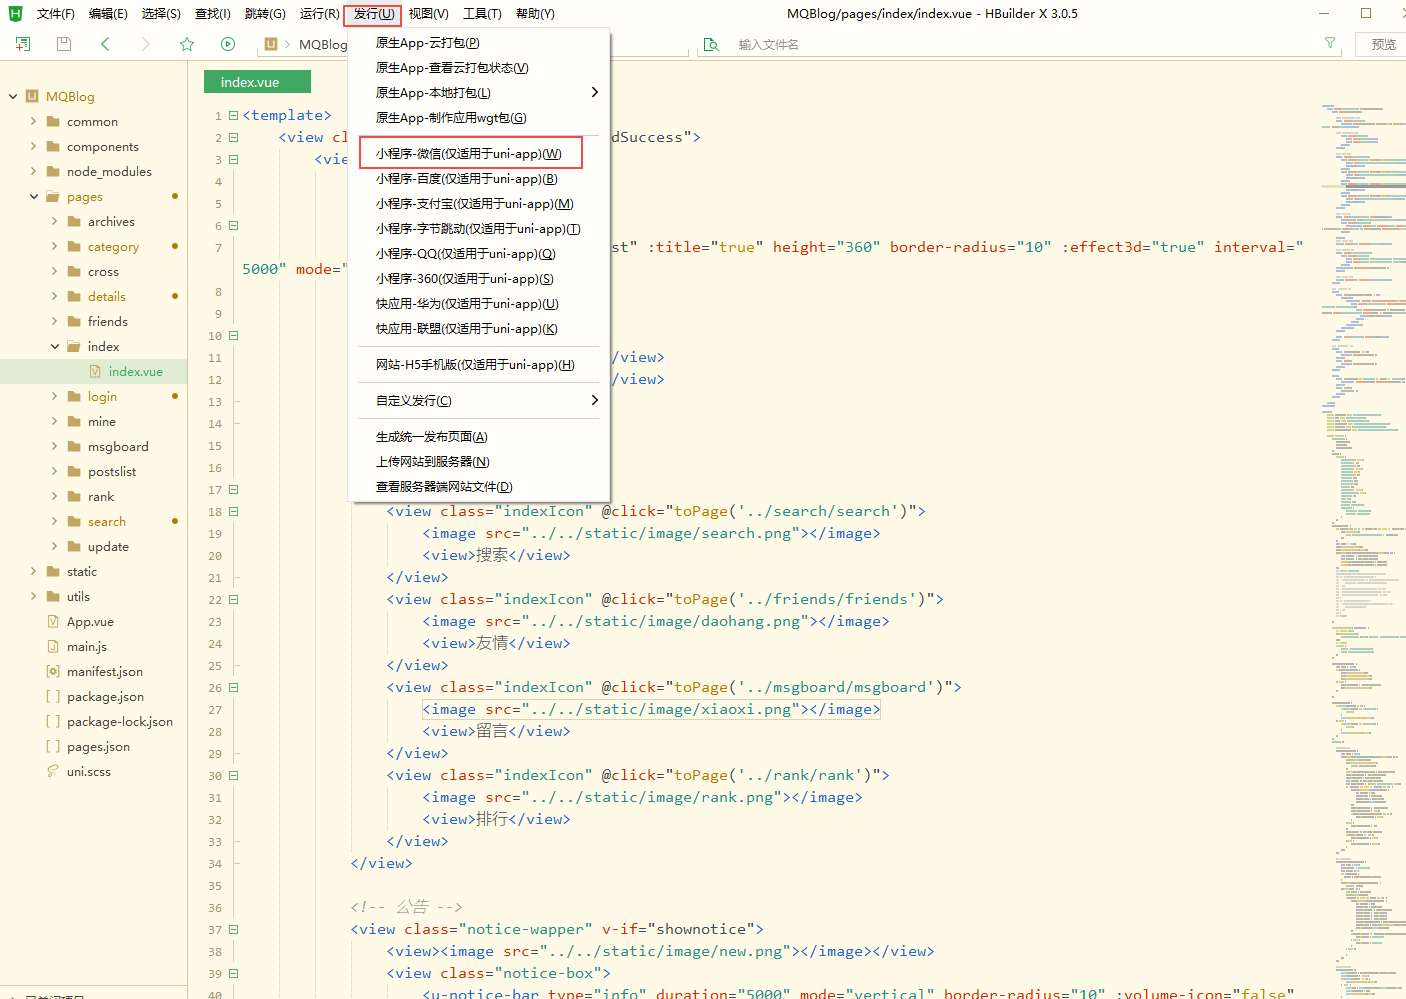 文件(F) 编辑(E) 选择(S) 查找(I) 跳转(G) 运行(R) 发行(U) 视图(V) 工具(T) 帮助(Y) MQBlog/pages/index/index.vue - HBuilder X 3.0.5
MQBlog 输入文件名 预览
index.vue
原生App-云打包(P)
原生App-查看云打包状态(V)
原生App-本地打包(L)
原生App-制作应用wgt包(G)
小程序-微信(仅适用于uni-app)(W)
小程序-百度(仅适用于uni-app)(B)
小程序-支付宝(仅适用于uni-app)(M)
小程序-字节跳动(仅适用于uni-app)(T)
小程序-QQ(仅适用于uni-app)(Q)
小程序-360(仅适用于uni-app)(S)
快应用-华为(仅适用于uni-app)(U)
快应用-联盟(仅适用于uni-app)(K)
网站-H5手机版(仅适用于uni-app)(H)
自定义发行(C)
生成统一发布页面(A)
上传网站到服务器(N)
查看服务器端网站文件(D)
MQBlog
common
components
node_modules
pages
archives
category
cross
details
friends
index
index.vue
login
mine
msgboard
postslist
rank
search
update
static
utils
App.vue
main.js
manifest.json
package.json
package-lock.json
pages.json
uni.scss
1 <template>
2 <view cl dSuccess">
3 <vie
4
5
6
7 st" :title="true" height="360" border-radius="10" :effect3d="true" interval="
5000" mode="
8
9
10
11 /view>
12 /view>
13
14
15
16
17
18 <view class="indexIcon" @click="toPage('../search/search')">
19 <image src="../../static/image/search.png"></image>
20 <view>搜索</view>
21 </view>
22 <view class="indexIcon" @click="toPage('../friends/friends')">
23 <image src="../../static/image/daohang.png"></image>
24 <view>友情</view>
25 </view>
26 <view class="indexIcon" @click="toPage('../msgboard/msgboard')">
27 <image src="../../static/image/xiaoxi.png"></image>
28 <view>留言</view>
29 </view>
30 <view class="indexIcon" @click="toPage('../rank/rank')">
31 <image src="../../static/image/rank.png"></image>
32 <view>排行</view>
33 </view>
34 </view>
35
36 <!-- 公告 -->
37 <view class="notice-wapper" v-if="shownotice">
38 <view><image src="../../static/image/new.png"></image></view>
39 <view class="notice-box">
40 <u-notice-bar type="info" duration="5000" mode="vertical" border-radius="10" :volume-icon="false"